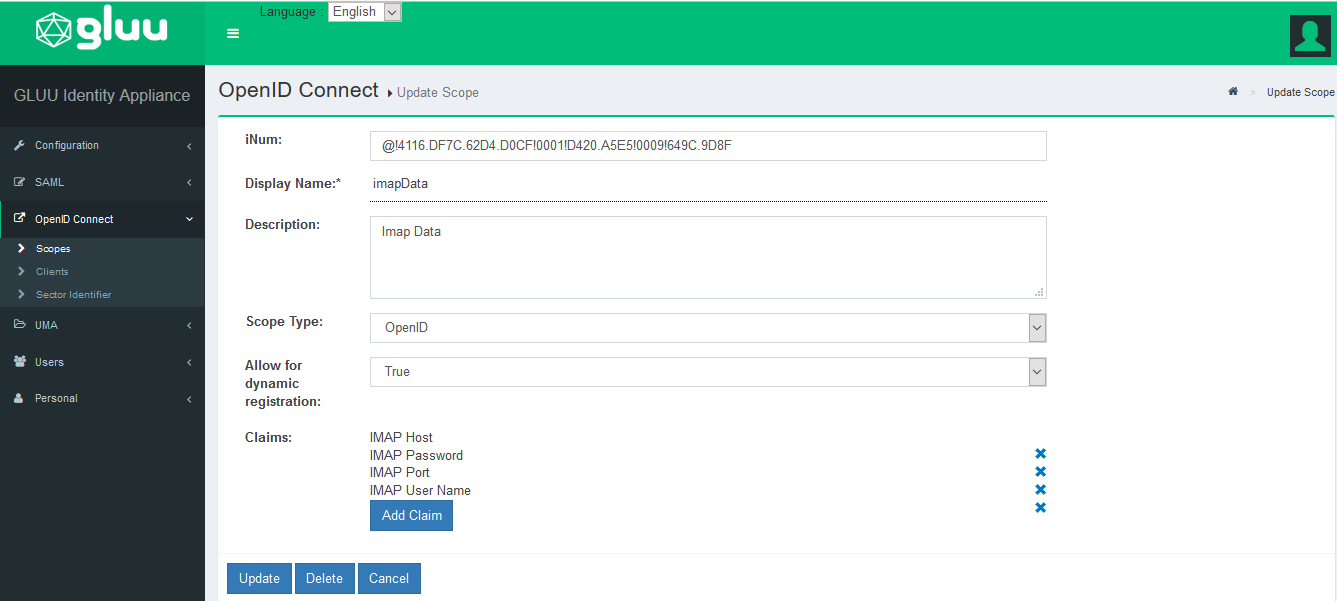 gluu
Language : English
GLUU Identity Appliance
OpenID Connect Update Scope
> Update Scope
Configuration
SAML
OpenID Connect
Scopes
Clients
Sector Identifier
UMA
Users
Personal
iNum: @!4116.DF7C.62D4.D0CF!0001!D420.A5E5!0009!649C.9D8F
Display Name:* imapData
Description: Imap Data
Scope Type: OpenID
Allow for
dynamic
registration: True
Claims: IMAP Host
IMAP Password
IMAP Port
IMAP User Name
Add Claim
Update Delete Cancel